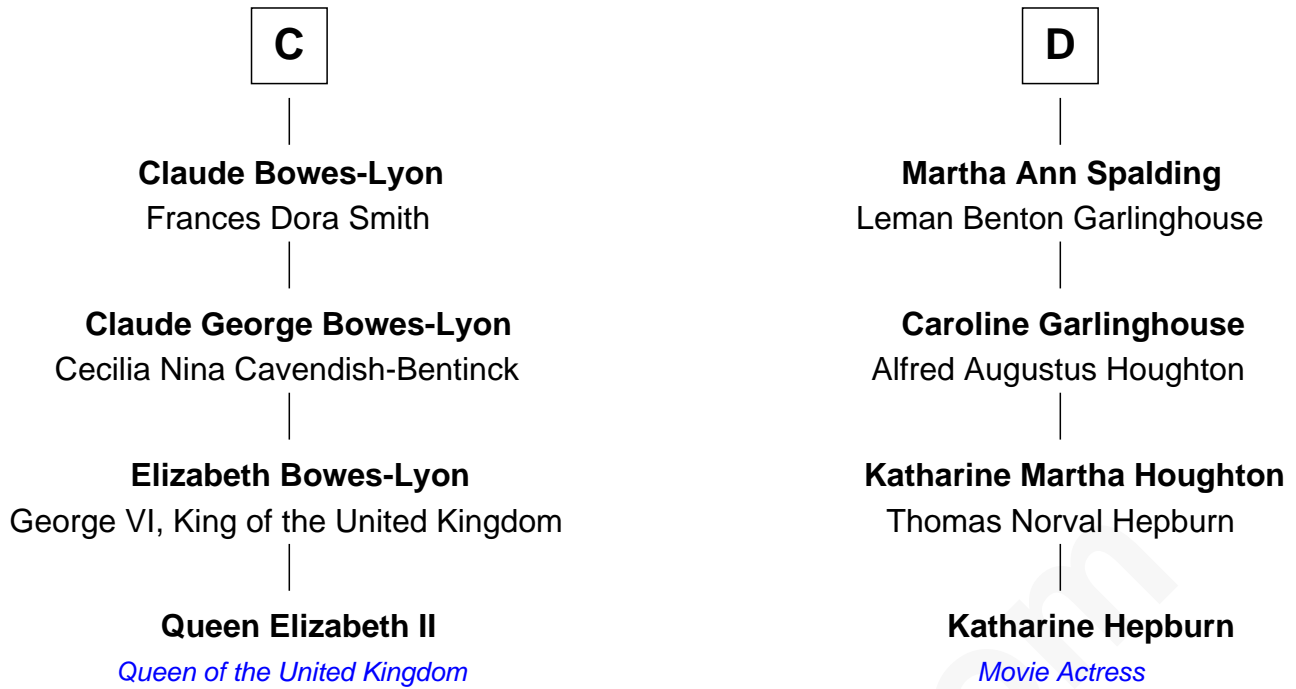 C
Claude Bowes-Lyon
Frances Dora Smith
Claude George Bowes-Lyon
Cecilia Nina Cavendish-Bentinck
Elizabeth Bowes-Lyon
George VI, King of the United Kingdom
Queen Elizabeth II
Queen of the United Kingdom
D
Martha Ann Spalding
Leman Benton Garlinghouse
Caroline Garlinghouse
Alfred Augustus Houghton
Katharine Martha Houghton
Thomas Norval Hepburn
Katharine Hepburn
Movie Actress